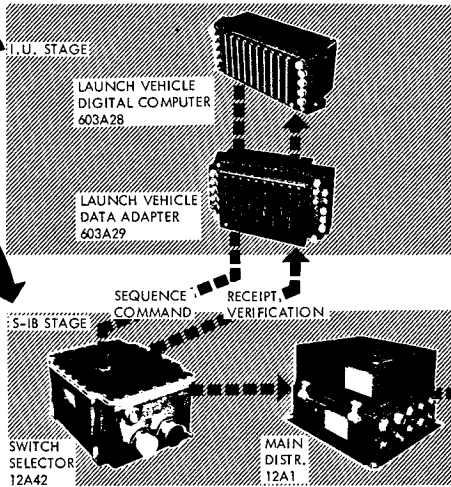 I.U. STAGE
LAUNCH VEHICLE
DIGITAL COMPUTER
603A28
LAUNCH VEHICLE
DATA ADAPTER
603A29
SEQUENCE
COMMAND
RECEIPT,
VERIFICATION
S-IB STAGE
SWITCH
SELECTOR
12A42
MAIN
DISTR.
12A1